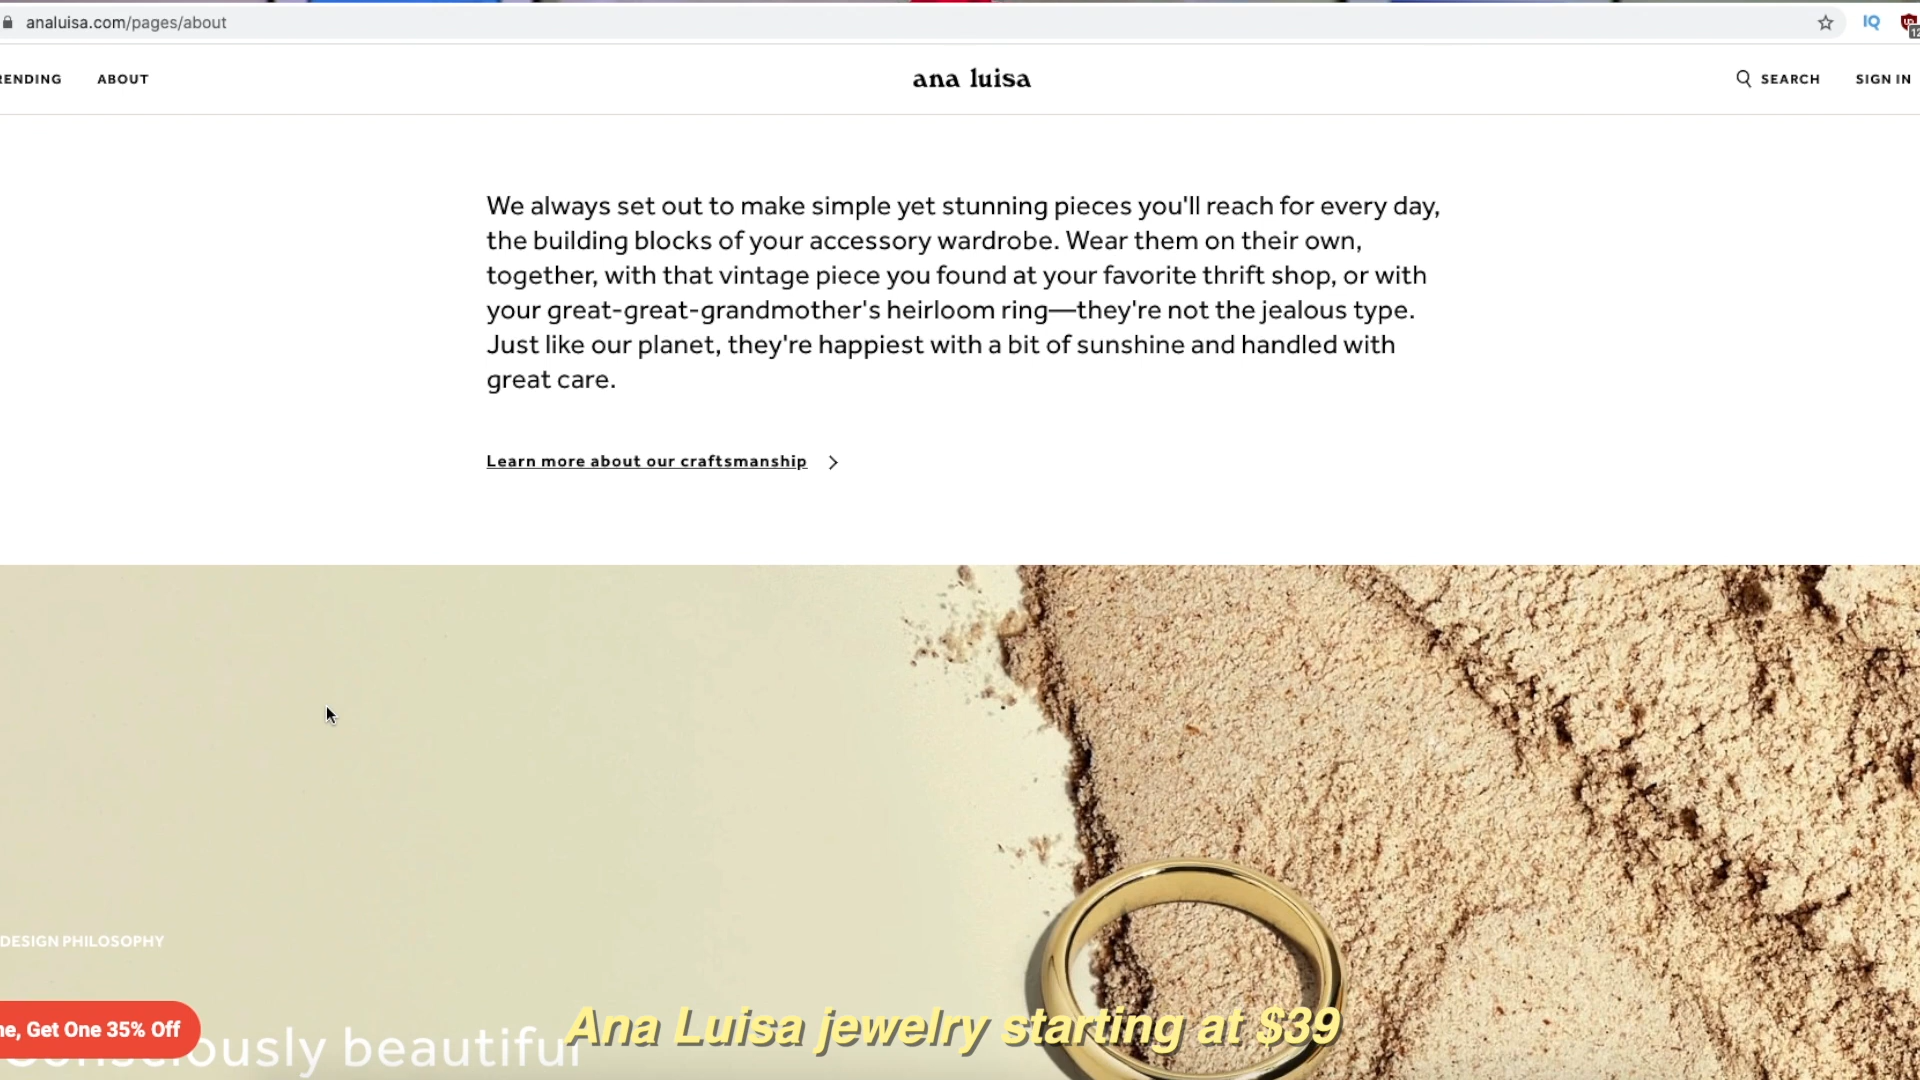 analuisa.com/pages/about
IQ
ABOUT
ana luisa
SEARCH
SIGN IN
We always set out to make simple yet stunning pieces you'll reach for every day,
the building blocks of your accessory wardrobe. Wear them on their own,
together, with that vintage piece you found at your favorite thrift shop, or with
your great-great-grandmother's heirloom ring—they're not the jealous type.
Just like our planet, they're happiest with a bit of sunshine and handled with
great care.
Learn more about our craftsmanship
DESIGN PHILOSOPHY
Get One 35% Off
beautiful
Ana Luisa jewelry starting at $39